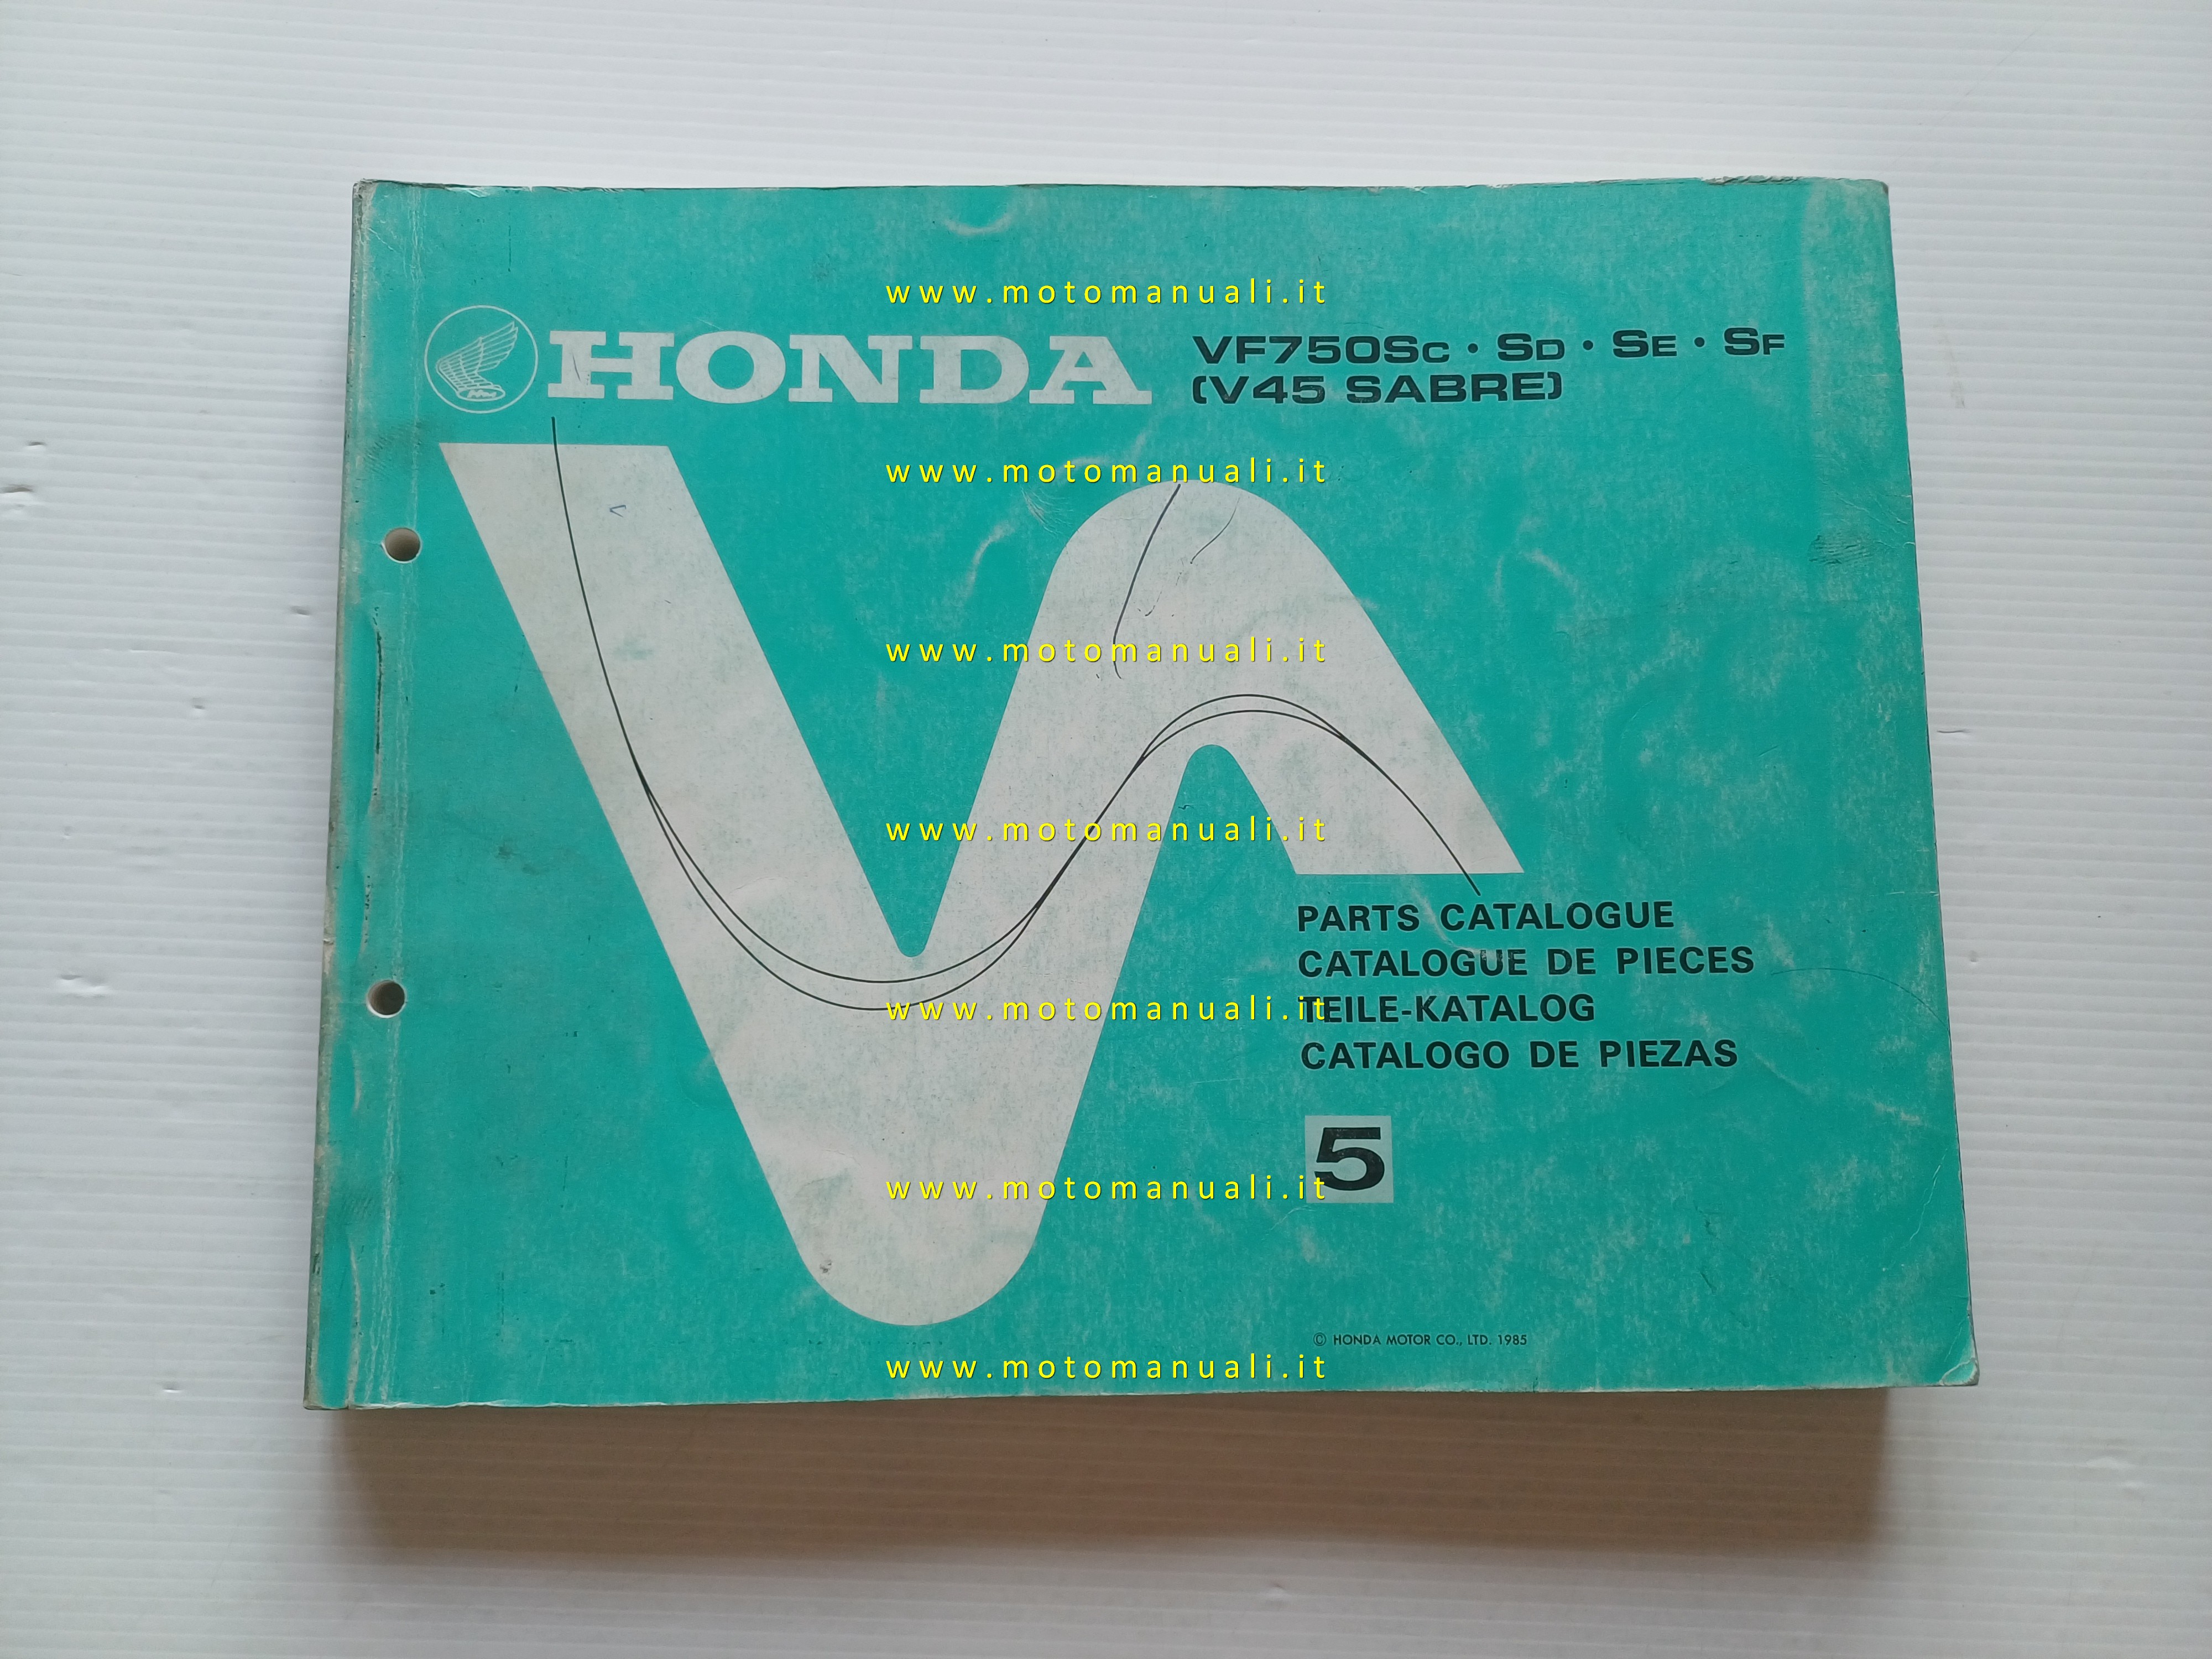 www.motomanuali.it
HONDA VF750SC • SD • SE • SF
(V45 SABRE)
www.motomanuali.it
www.motomanuali.it
www.motomanuali.it
PARTS CATALOGUE
CATALOGUE DE PIECES
www.motomanuali.it
TEILE-KATALOG
CATALOGO DE PIEZAS
5
www.motomanuali.it
© HONDA MOTOR CO., LTD. 1985
www.motomanuali.it